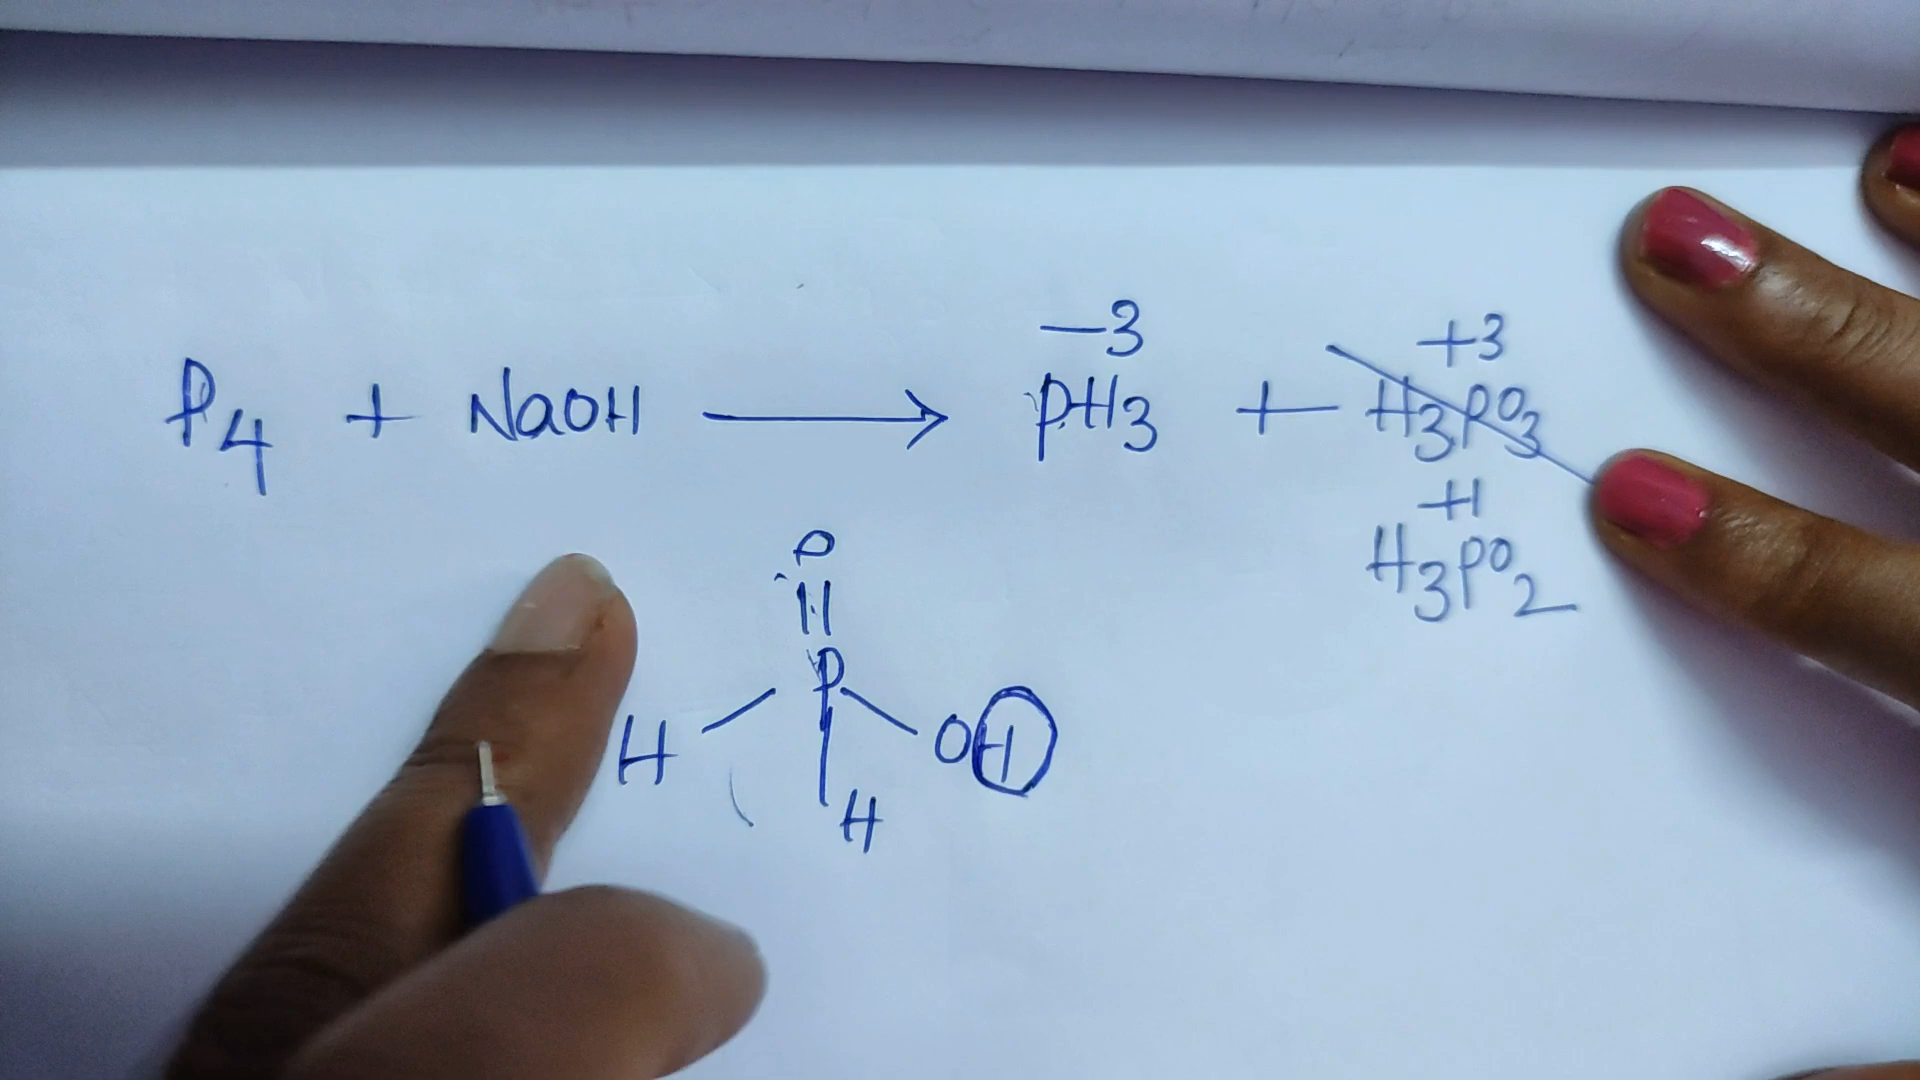 -3 +3
P4 + NaOH → PH3 + H3PO3
+1
H3PO2
O
||
P
H OH
H